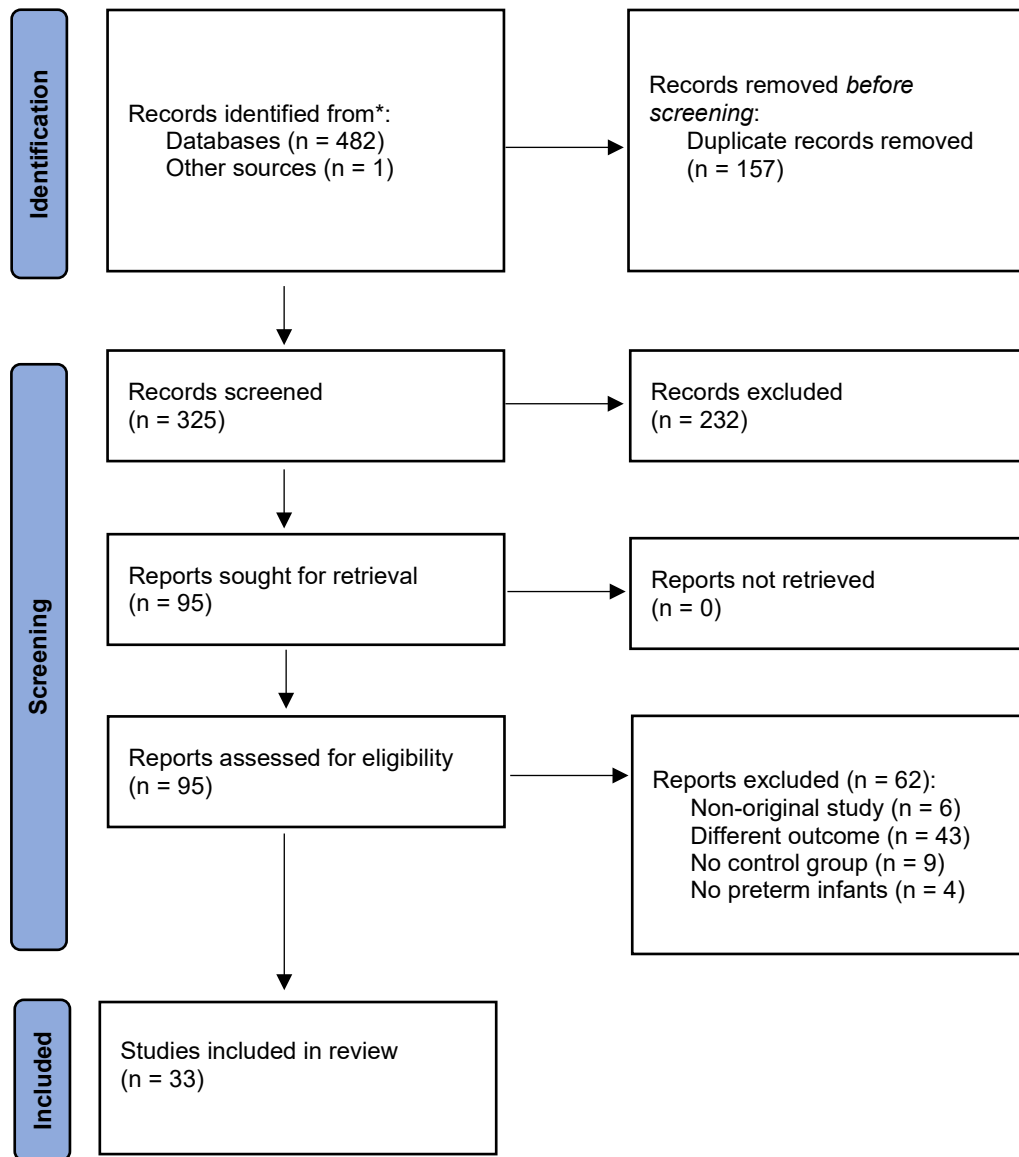 Identification
Records identified from*:
Databases (n = 482)
Other sources (n = 1)
Records removed before
screening:
Duplicate records removed
(n = 157)
Screening
Records screened
(n = 325)
Records excluded
(n = 232)
Reports sought for retrieval
(n = 95)
Reports not retrieved
(n = 0)
Reports assessed for eligibility
(n = 95)
Reports excluded (n = 62):
Non-original study (n = 6)
Different outcome (n = 43)
No control group (n = 9)
No preterm infants (n = 4)
Included
Studies included in review
(n = 33)